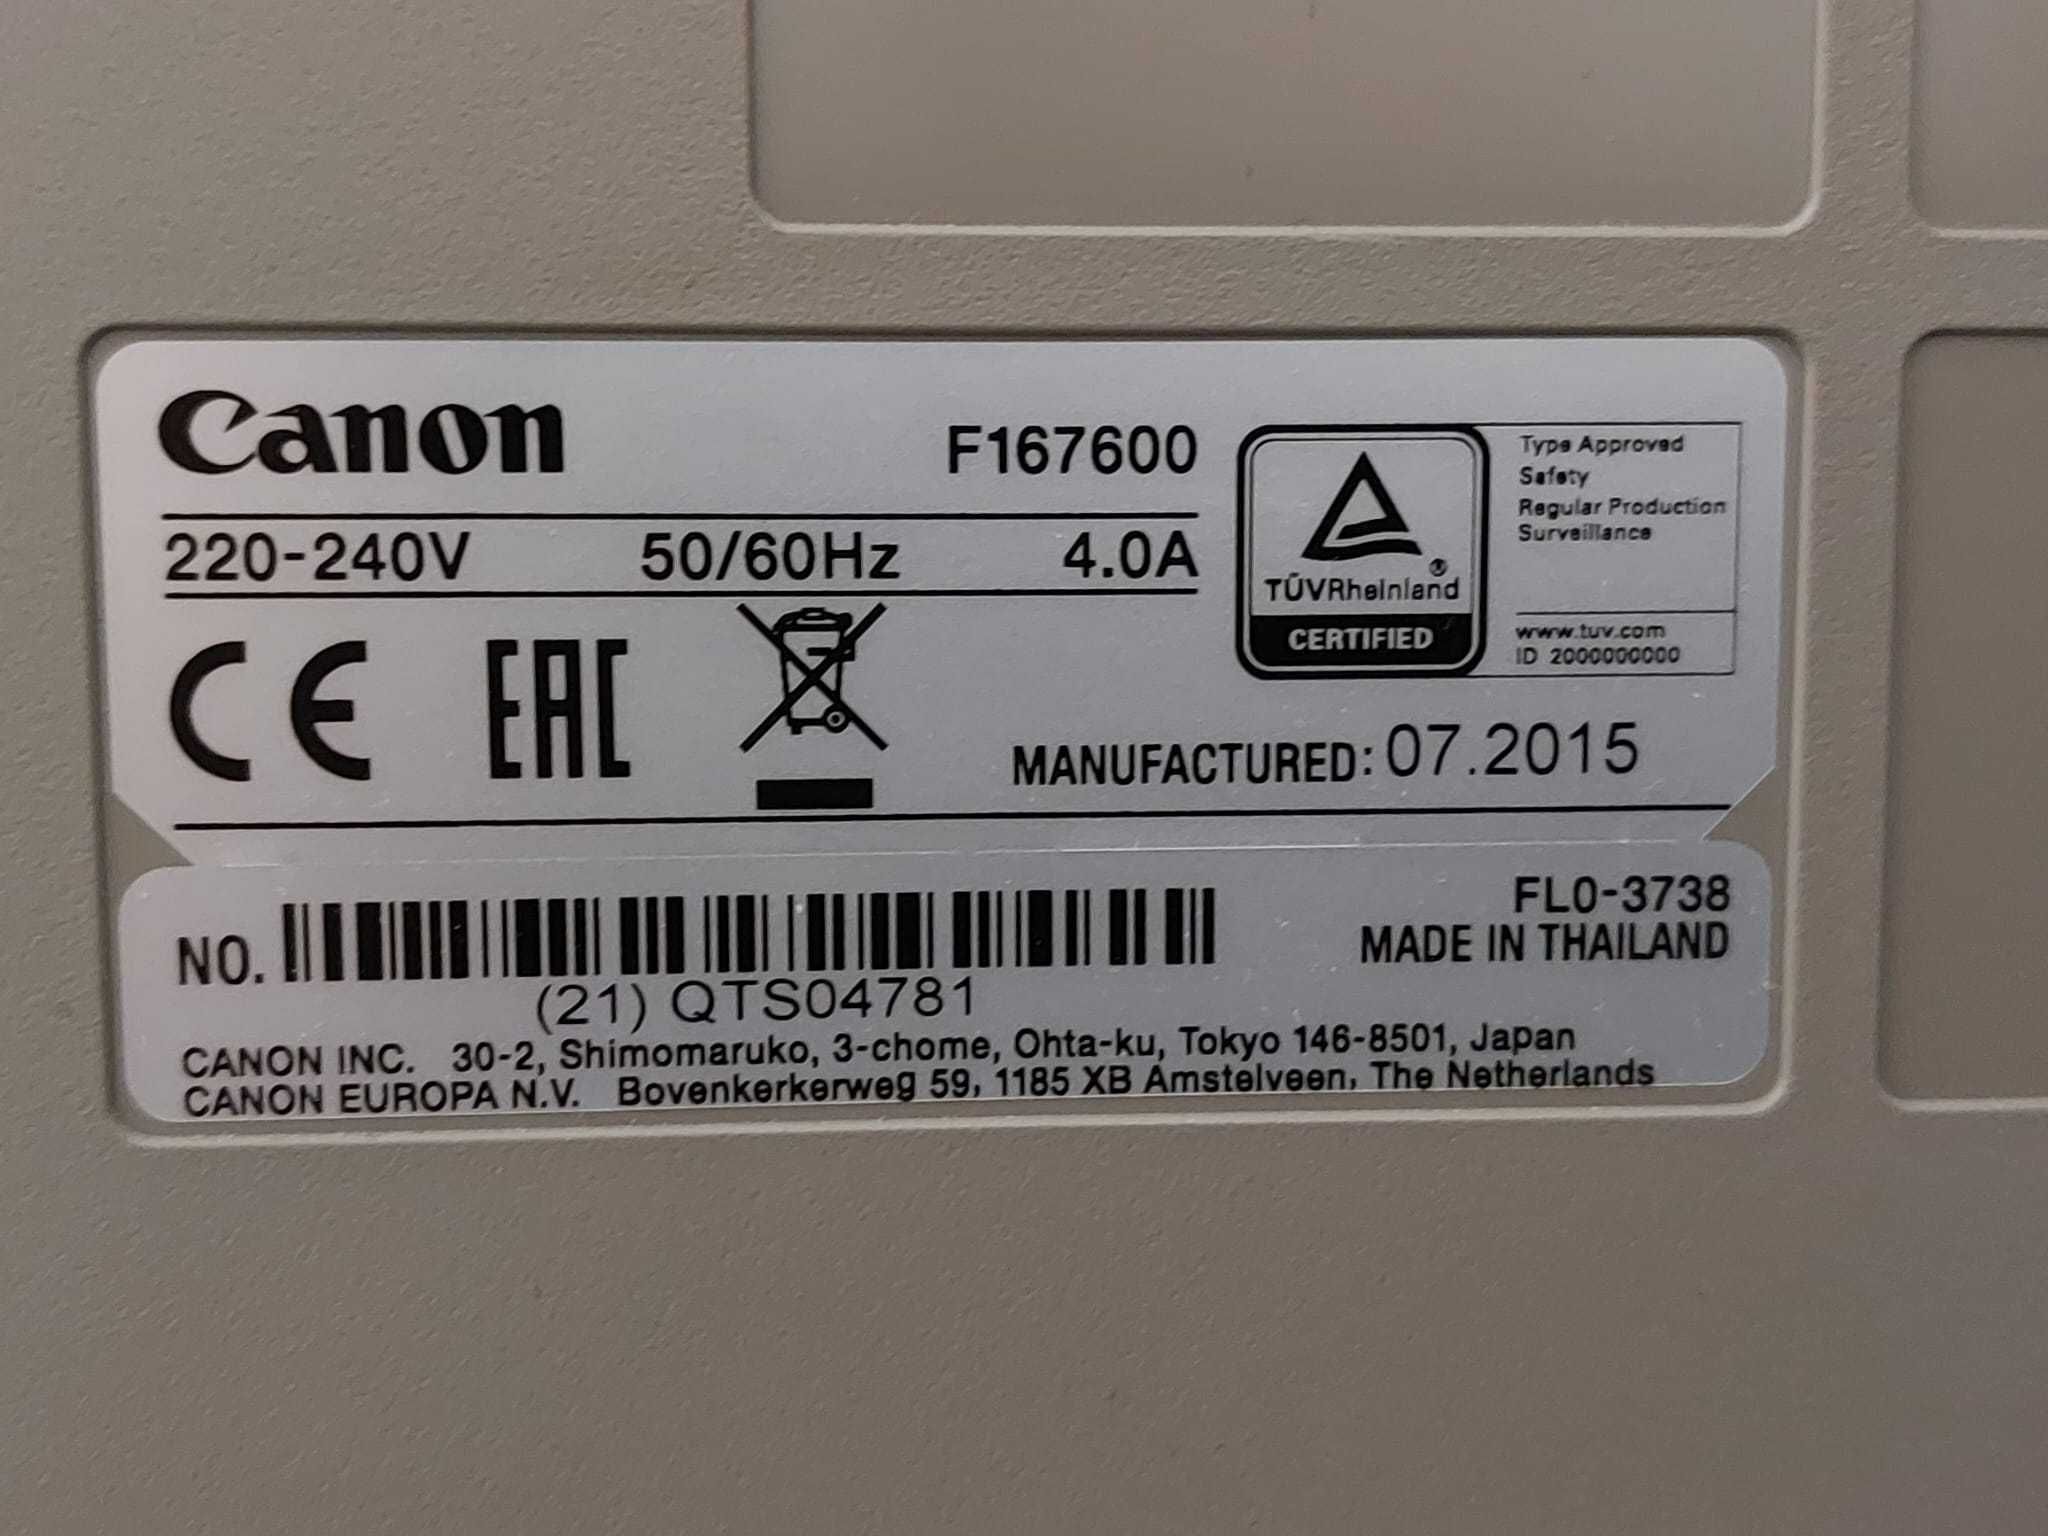 Canon F167600
220-240V 50/60Hz 4.0A
CE EAC
TÜVRheinland®
CERTIFIED
Type Approved
Safety
Regular Production
Surveillance
www.tuv.com
ID 2000000000
MANUFACTURED: 07.2015
FL0-3738
MADE IN THAILAND
NO.
(21) QTS04781
CANON INC. 30-2, Shimomaruko, 3-chome, Ohta-ku, Tokyo 146-8501, Japan
CANON EUROPA N.V. Bovenkerkerweg 59, 1185 XB Amstelveen, The Netherlands